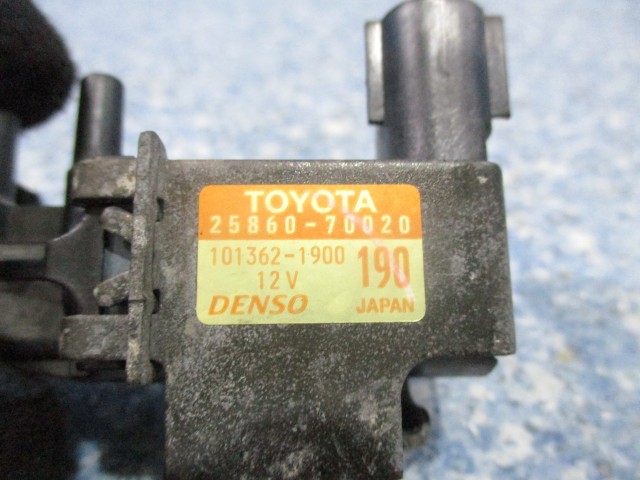 TOYOTA
25860-70020
101362-1900 190
12V
DENSO JAPAN